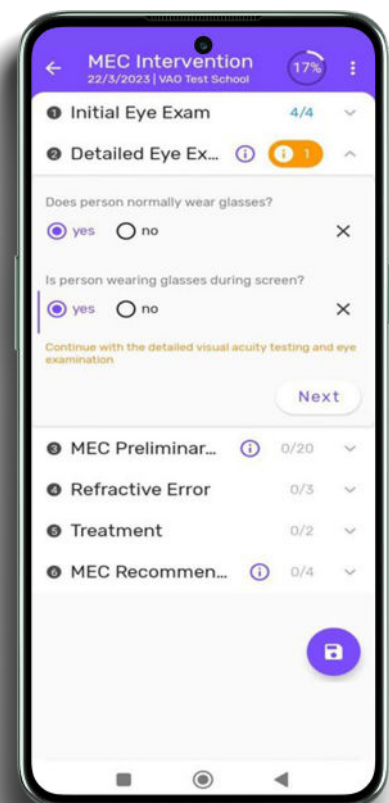 MEC Intervention
17%
22/3/2023 | VAO Test School
1 Initial Eye Exam 4/4
2 Detailed Eye Ex... i i 1
Does person normally wear glasses?
yes no
Is person wearing glasses during screen?
yes no
Continue with the detailed visual acuity testing and eye
examination
Next
3 MEC Preliminar... i 0/20
4 Refractive Error 0/3
5 Treatment 0/2
6 MEC Recommen... i 0/4